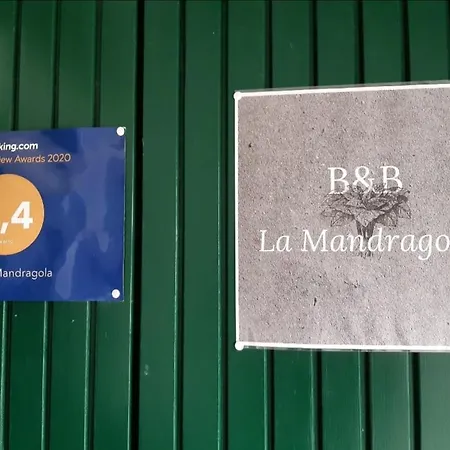 king.com
ew Awards 2020
,4
Mandragola
B&B
La Mandrago